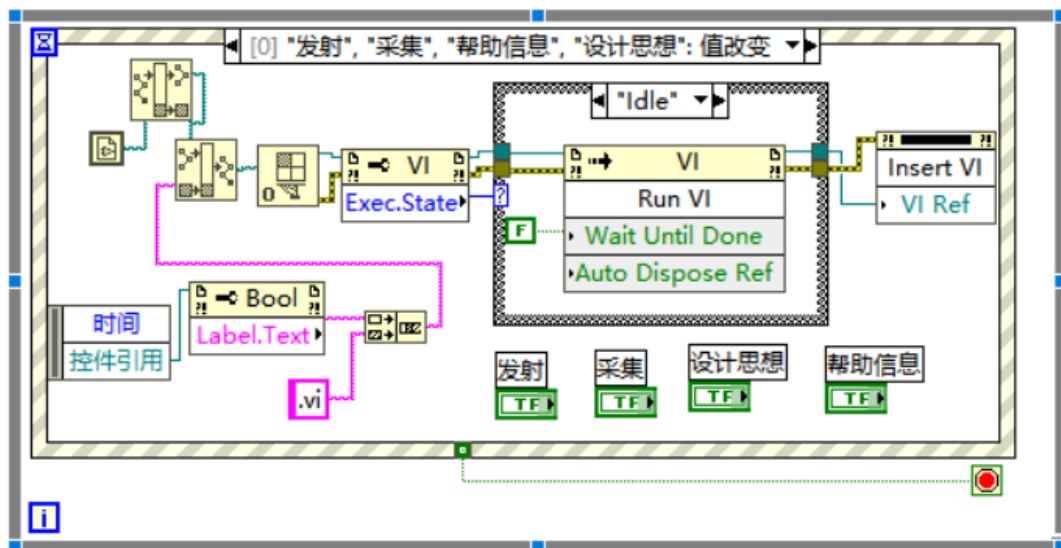 [0] "发射", "采集", "帮助信息", "设计思想": 值改变
"Idle"
VI
Exec.State
0
?
VI
Run VI
Wait Until Done
Auto Dispose Ref
F
Insert VI
VI Ref
时间
控件引用
Bool
Label.Text
.vi
发射
采集
设计思想
帮助信息
TF
TF
TF
TF
i